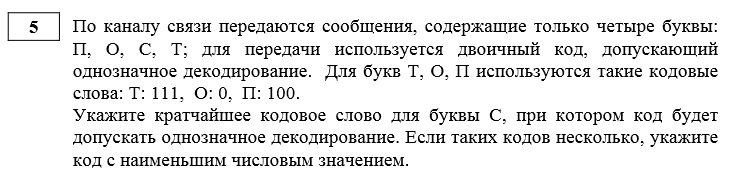 5
По каналу связи передаются сообщения, содержащие только четыре буквы:
П, О, С, Т; для передачи используется двоичный код, допускающий
однозначное декодирование. Для букв Т, О, П используются такие кодовые
слова: Т: 111, О: 0, П: 100.
Укажите кратчайшее кодовое слово для буквы С, при котором код будет
допускать однозначное декодирование. Если таких кодов несколько, укажите
код с наименьшим числовым значением.